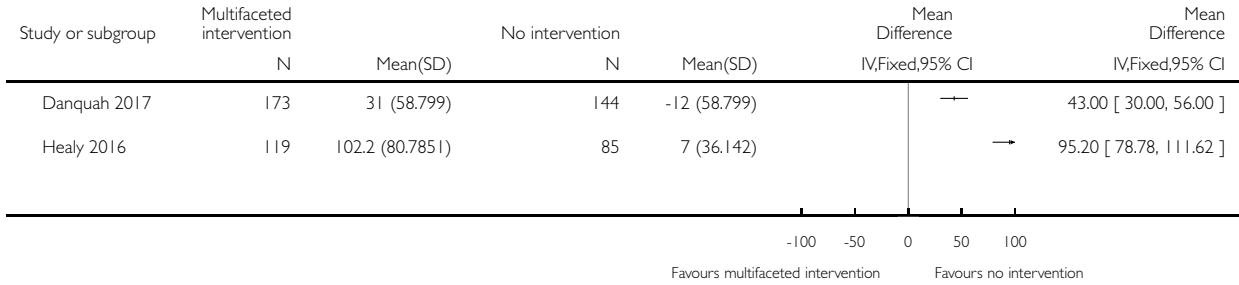 Study or subgroup Multifaceted intervention No intervention Mean Difference Mean Difference
N Mean(SD) N Mean(SD) IV,Fixed,95% CI IV,Fixed,95% CI
Danquah 2017 173 31 (58.799) 144 -12 (58.799) 43.00 [ 30.00, 56.00 ]
Healy 2016 119 102.2 (80.7851) 85 7 (36.142) 95.20 [ 78.78, 111.62 ]
-100 -50 0 50 100
Favours multifaceted intervention Favours no intervention